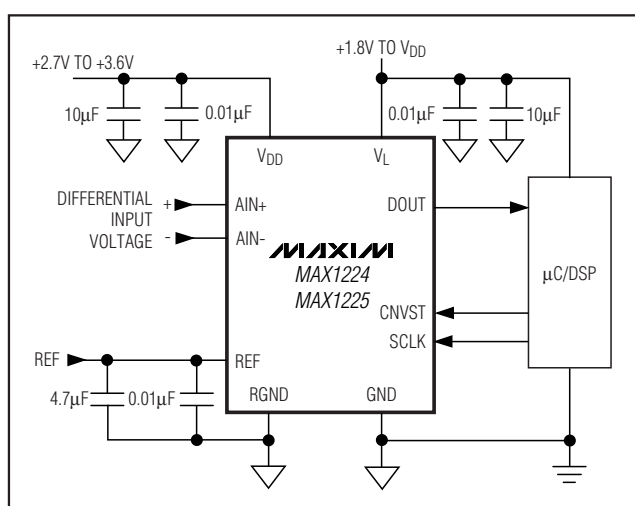 +2.7V TO +3.6V
+1.8V TO VDD
10µF
0.01µF
0.01µF
10µF
VDD
VL
DIFFERENTIAL
INPUT
VOLTAGE
+
-
AIN+
AIN-
DOUT
MAXIM
MAX1224
MAX1225
µC/DSP
CNVST
SCLK
REF
REF
4.7µF
0.01µF
RGND
GND